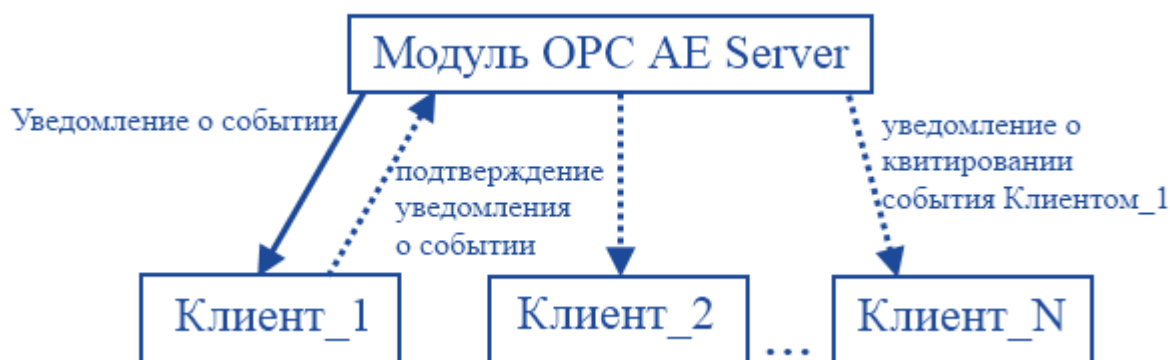 Модуль OPC AE Server
Уведомление о событии
подтверждение
уведомления
о событии
уведомление о
квитировании
события Клиентом_1
Клиент_1
Клиент_2
...
Клиент_N